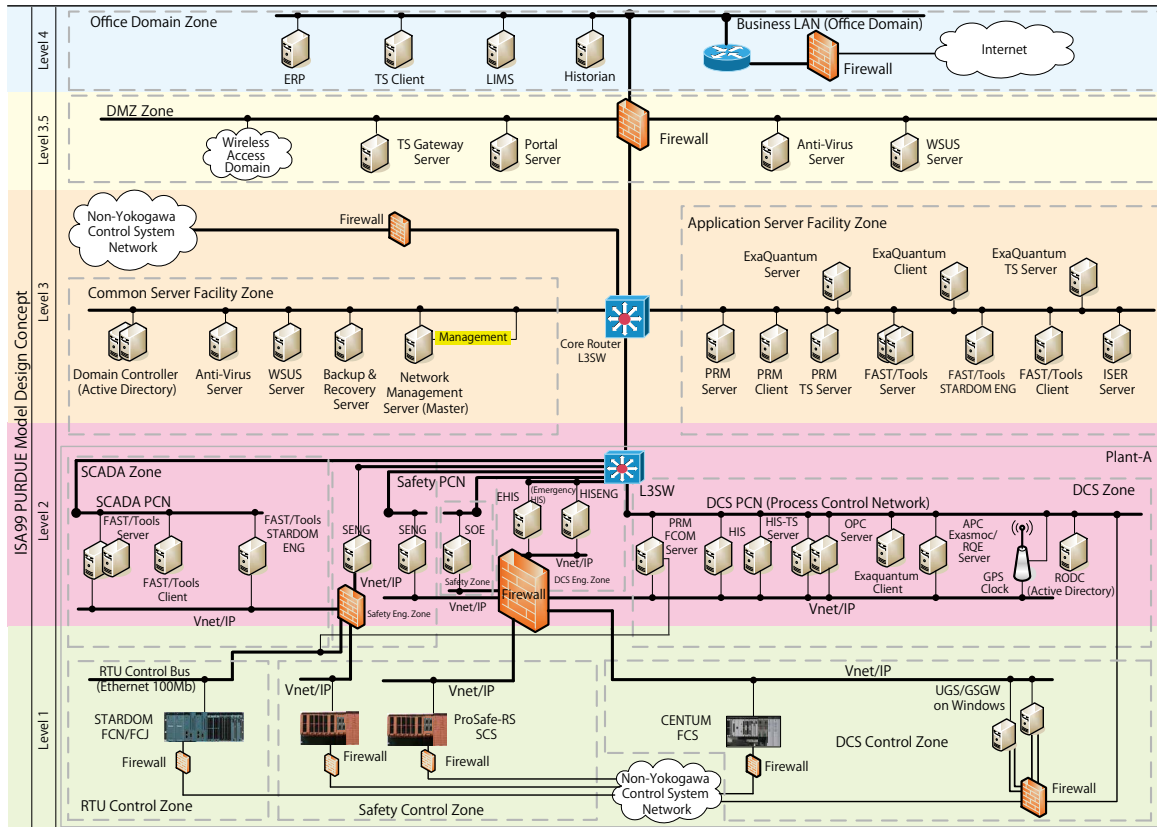 ISA99 PURDUE Model Design Concept
Level 4
Office Domain Zone
Business LAN (Office Domain)
ERP
TS Client
LIMS
Historian
Firewall
Internet
Level 3.5
DMZ Zone
Wireless
Access
Domain
TS Gateway
Server
Portal
Server
Firewall
Anti-Virus
Server
WSUS
Server
Level 3
Non-Yokogawa
Control System
Network
Firewall
Common Server Facility Zone
Domain Controller
(Active Directory)
Anti-Virus
Server
WSUS
Server
Backup &
Recovery
Server
Network
Management
Server (Master)
Management
Core Router
L3SW
Application Server Facility Zone
ExaQuantum
Server
ExaQuantum
Client
ExaQuantum
TS Server
PRM
Server
PRM
Client
PRM
TS Server
FAST/Tools
Server
FAST/Tools
STARDOM ENG
FAST/Tools
Client
ISER
Server
Level 2
Plant-A
SCADA Zone
SCADA PCN
FAST/Tools
Server
FAST/Tools
Client
FAST/Tools
STARDOM
ENG
Vnet/IP
Safety PCN
SENG
Vnet/IP
Safety Eng. Zone
SENG
SOE
Safety Zone
Vnet/IP
EHIS
(Emergency
HIS)
HISENG
Vnet/IP
DCS Eng. Zone
Firewall
L3SW
DCS Zone
DCS PCN (Process Control Network)
PRM
FCOM
Server
HIS
HIS-TS
Server
OPC
Server
Exaquantum
Client
APC
Exasmoc/
RQE Server
GPS
Clock
RODC
(Active Directory)
Vnet/IP
Level 1
RTU Control Bus
(Ethernet 100Mb)
STARDOM
FCN/FCJ
Firewall
RTU Control Zone
Vnet/IP
Firewall
Vnet/IP
ProSafe-RS
SCS
Firewall
Safety Control Zone
Non-Yokogawa
Control System
Network
Vnet/IP
CENTUM
FCS
Firewall
UGS/GSGW
on Windows
DCS Control Zone
Firewall